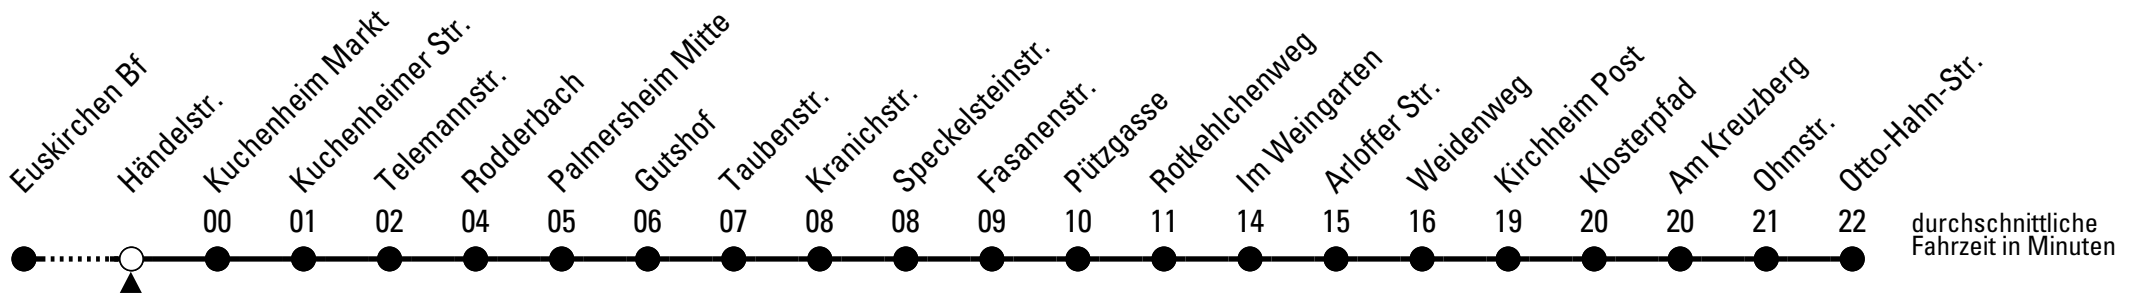 Euskirchen Bf
Händelstr.
Kuchenheim Markt
Kuchenheimer Str.
Telemannstr.
Rodderbach
Palmersheim Mitte
Gutshof
Taubenstr.
Kranichstr.
Speckelsteinstr.
Fasanenstr.
Pützgasse
Rotkehlchenweg
Im Weingarten
Arloffer Str.
Weidenweg
Kirchheim Post
Klosterpfad
Am Kreuzberg
Ohmstr.
Otto-Hahn-Str.
00 01 02 04 05 06 07 08 08 09 10 11 14 15 16 19 20 20 21 22
durchschnittliche
Fahrzeit in Minuten